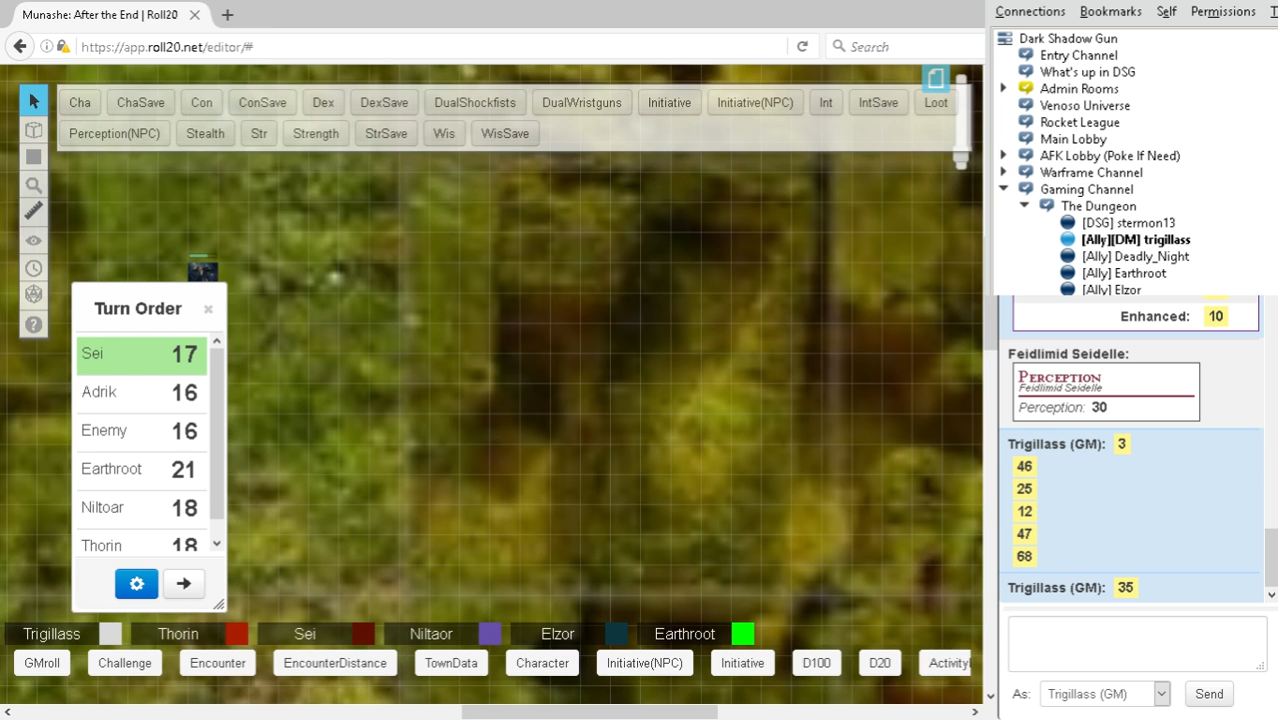 Munashe: After the End | Roll20
https://app.roll20.net/editor/#
Search
Connections Bookmarks Self Permissions T
Dark Shadow Gun
Entry Channel
What's up in DSG
Admin Rooms
Venoso Universe
Rocket League
Main Lobby
AFK Lobby (Poke If Need)
Warframe Channel
Gaming Channel
The Dungeon
[DSG] stermon13
[Ally][DM] trigillass
[Ally] Deadly_Night
[Ally] Earthroot
[Ally] Elzor
Cha ChaSave Con ConSave Dex DexSave DualShockfists DualWristguns Initiative Initiative(NPC) Int IntSave Loot
Perception(NPC) Stealth Str Strength StrSave Wis WisSave
Turn Order
Sei 17
Adrik 16
Enemy 16
Earthroot 21
Niltoar 18
Thorin 18
Enhanced: 10
Feidlimid Seidelle:
Perception
Feidlimid Seidelle
Perception: 30
Trigillass (GM): 3
46
25
12
47
68
Trigillass (GM): 35
As: Trigillass (GM) Send
Trigillass Thorin Sei Niltaor Elzor Earthroot
GMroll Challenge Encounter EncounterDistance TownData Character Initiative(NPC) Initiative D100 D20 Activity